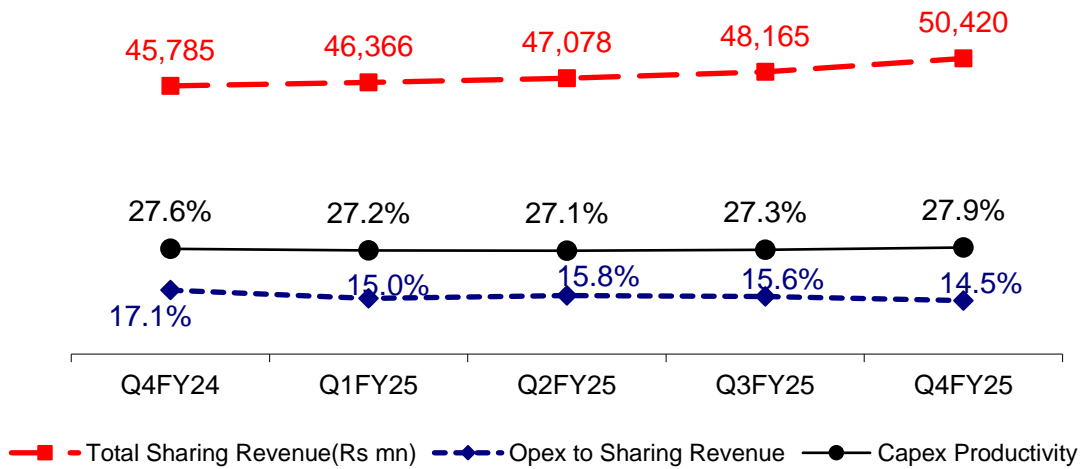 45,785 46,366 47,078 48,165 50,420
27.6% 27.2% 27.1% 27.3% 27.9%
17.1% 15.0% 15.8% 15.6% 14.5%
Q4FY24 Q1FY25 Q2FY25 Q3FY25 Q4FY25
Total Sharing Revenue(Rs mn) Opex to Sharing Revenue Capex Productivity